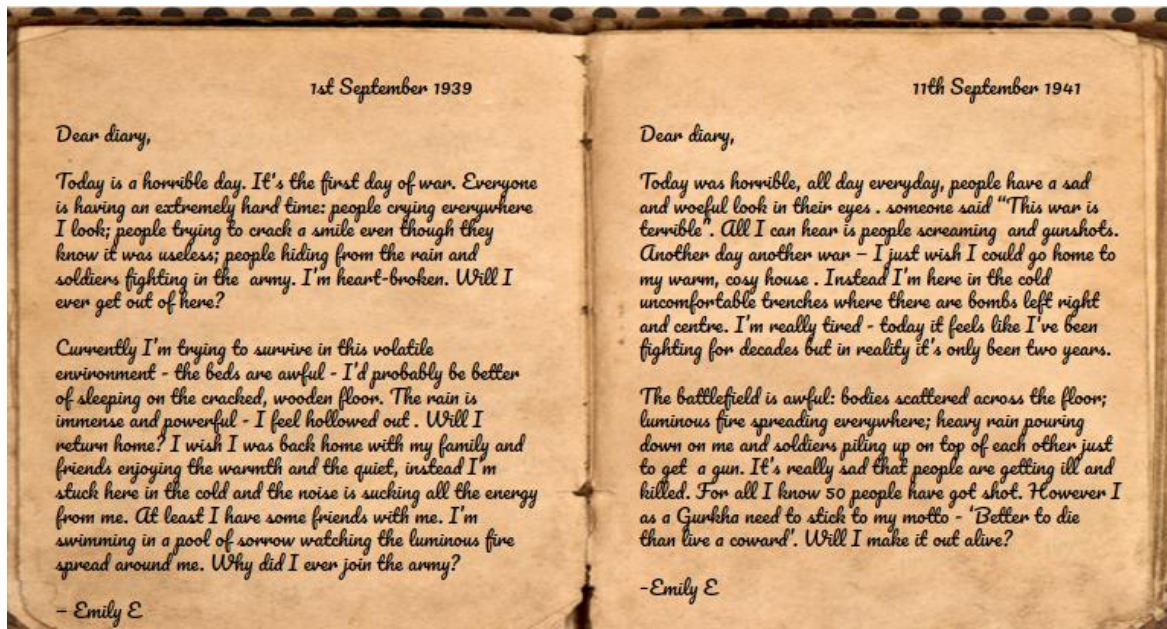 1st September 1939
Dear diary,
Today is a horrible day. It's the first day of war. Everyone
is having an extremely hard time: people crying everywhere
I look; people trying to crack a smile even though they
know it was useless; people hiding from the rain and
soldiers fighting in the army. I'm heart-broken. Will I
ever get out of here?
Currently I'm trying to survive in this volatile
environment - the beds are awful - I'd probably be better
of sleeping on the cracked, wooden floor. The rain is
immense and powerful - I feel hollowed out . Will I
return home? I wish I was back home with my family and
friends enjoying the warmth and the quiet, instead I'm
stuck here in the cold and the noise is sucking all the energy
from me. At least I have some friends with me. I'm
swimming in a pool of sorrow watching the luminous fire
spread around me. Why did I ever join the army?
– Emily E
11th September 1941
Dear diary,
Today was horrible, all day everyday, people have a sad
and woeful look in their eyes . someone said "This war is
terrible". All I can hear is people screaming and gunshots.
Another day another war – I just wish I could go home to
my warm, cosy house . Instead I'm here in the cold
uncomfortable trenches where there are bombs left right
and centre. I'm really tired - today it feels like I've been
fighting for decades but in reality it's only been two years.
The battlefield is awful: bodies scattered across the floor;
luminous fire spreading everywhere; heavy rain pouring
down on me and soldiers piling up on top of each other just
to get a gun. It's really sad that people are getting ill and
killed. For all I know 50 people have got shot. However I
as a Gurkha need to stick to my motto - 'Better to die
than live a coward'. Will I make it out alive?
-Emily E